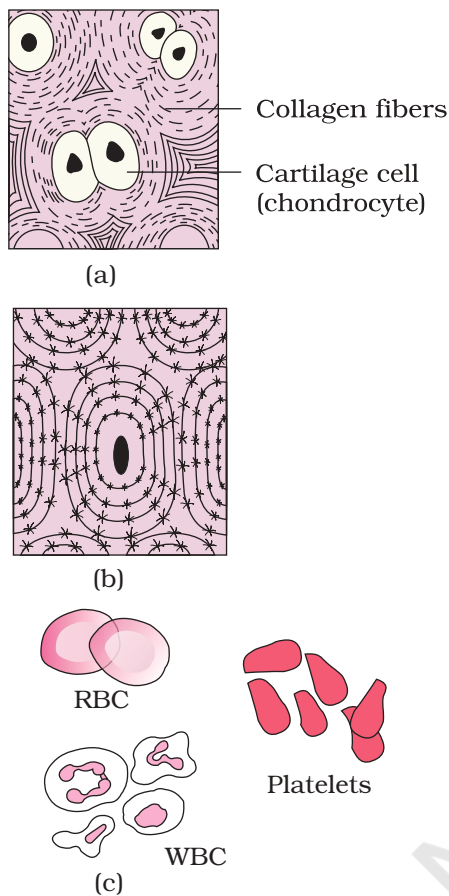 Collagen fibers
Cartilage cell
(chondrocyte)
(a)
(b)
RBC
Platelets
WBC
(c)